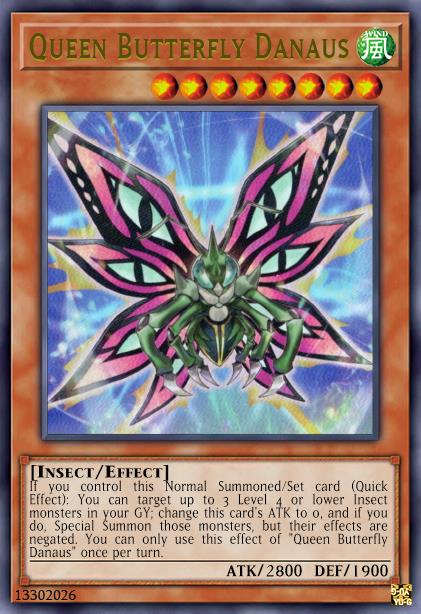 Queen Butterfly Danaus
WIND
風
[Insect/Effect]
If you control this Normal Summoned/Set card (Quick
Effect): You can target up to 3 Level 4 or lower Insect
monsters in your GY; change this card's ATK to 0, and if you
do, Special Summon those monsters, but their effects are
negated. You can only use this effect of "Queen Butterfly
Danaus" once per turn.
ATK/2800 DEF/1900
13302026